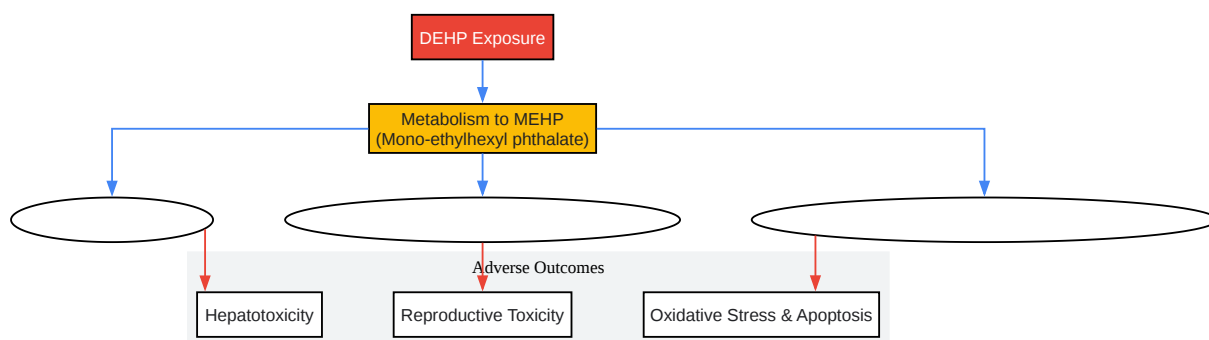 DEHP Exposure
Metabolism to MEHP
(Mono-ethylhexyl phthalate)
Adverse Outcomes
Hepatotoxicity
Reproductive Toxicity
Oxidative Stress & Apoptosis